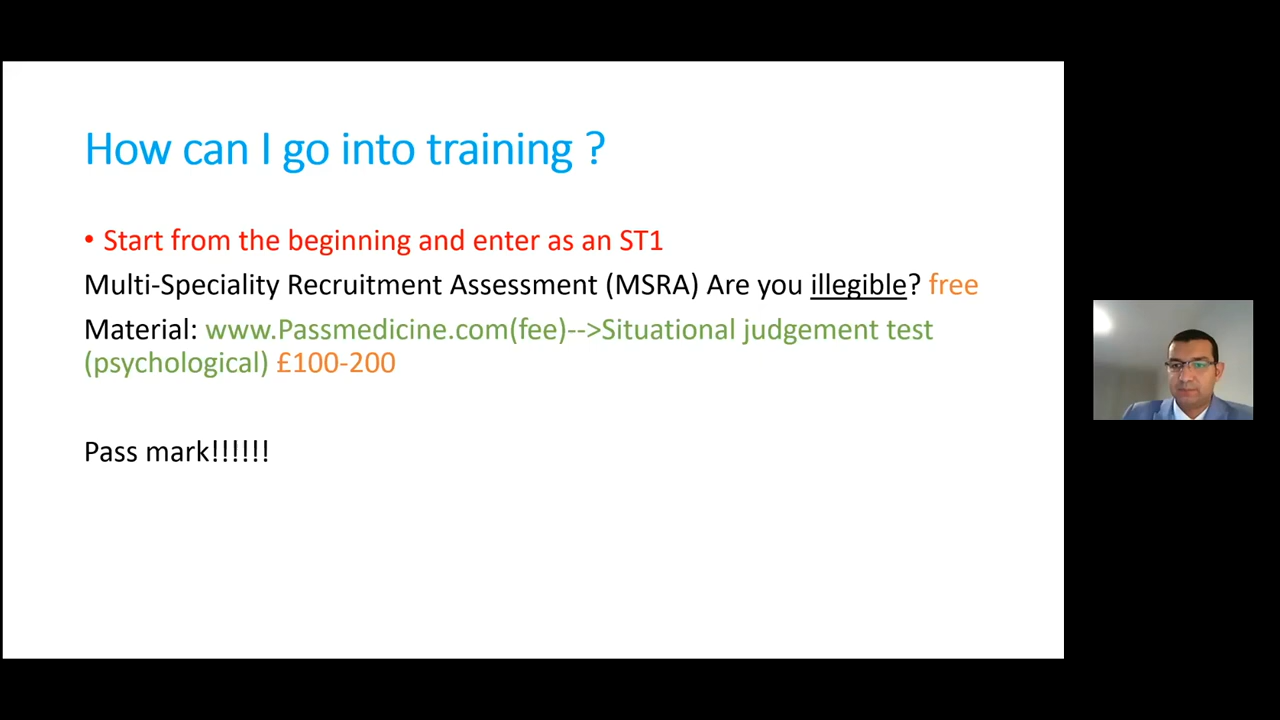 How can I go into training ?
• Start from the beginning and enter as an ST1
Multi-Speciality Recruitment Assessment (MSRA) Are you illegible? free
Material: www.Passmedicine.com(fee)-->Situational judgement test
(psychological) £100-200
Pass mark!!!!!!